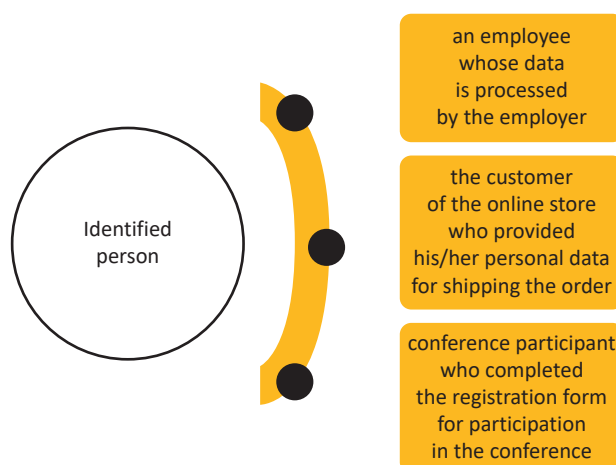 Identified
person
an employee
whose data
is processed
by the employer
the customer
of the online store
who provided
his/her personal data
for shipping the order
conference participant
who completed
the registration form
for participation
in the conference